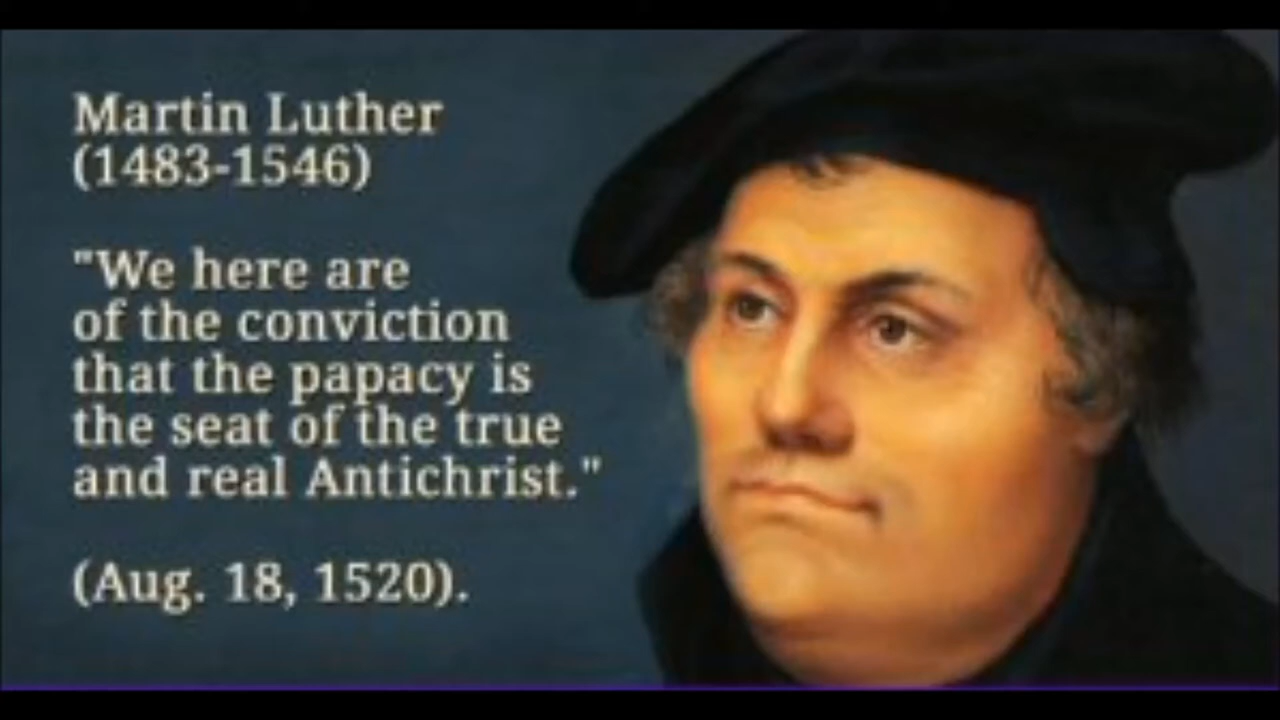 Martin Luther
(1483-1546)
"We here are
of the conviction
that the papacy is
the seat of the true
and real Antichrist."
(Aug. 18, 1520).